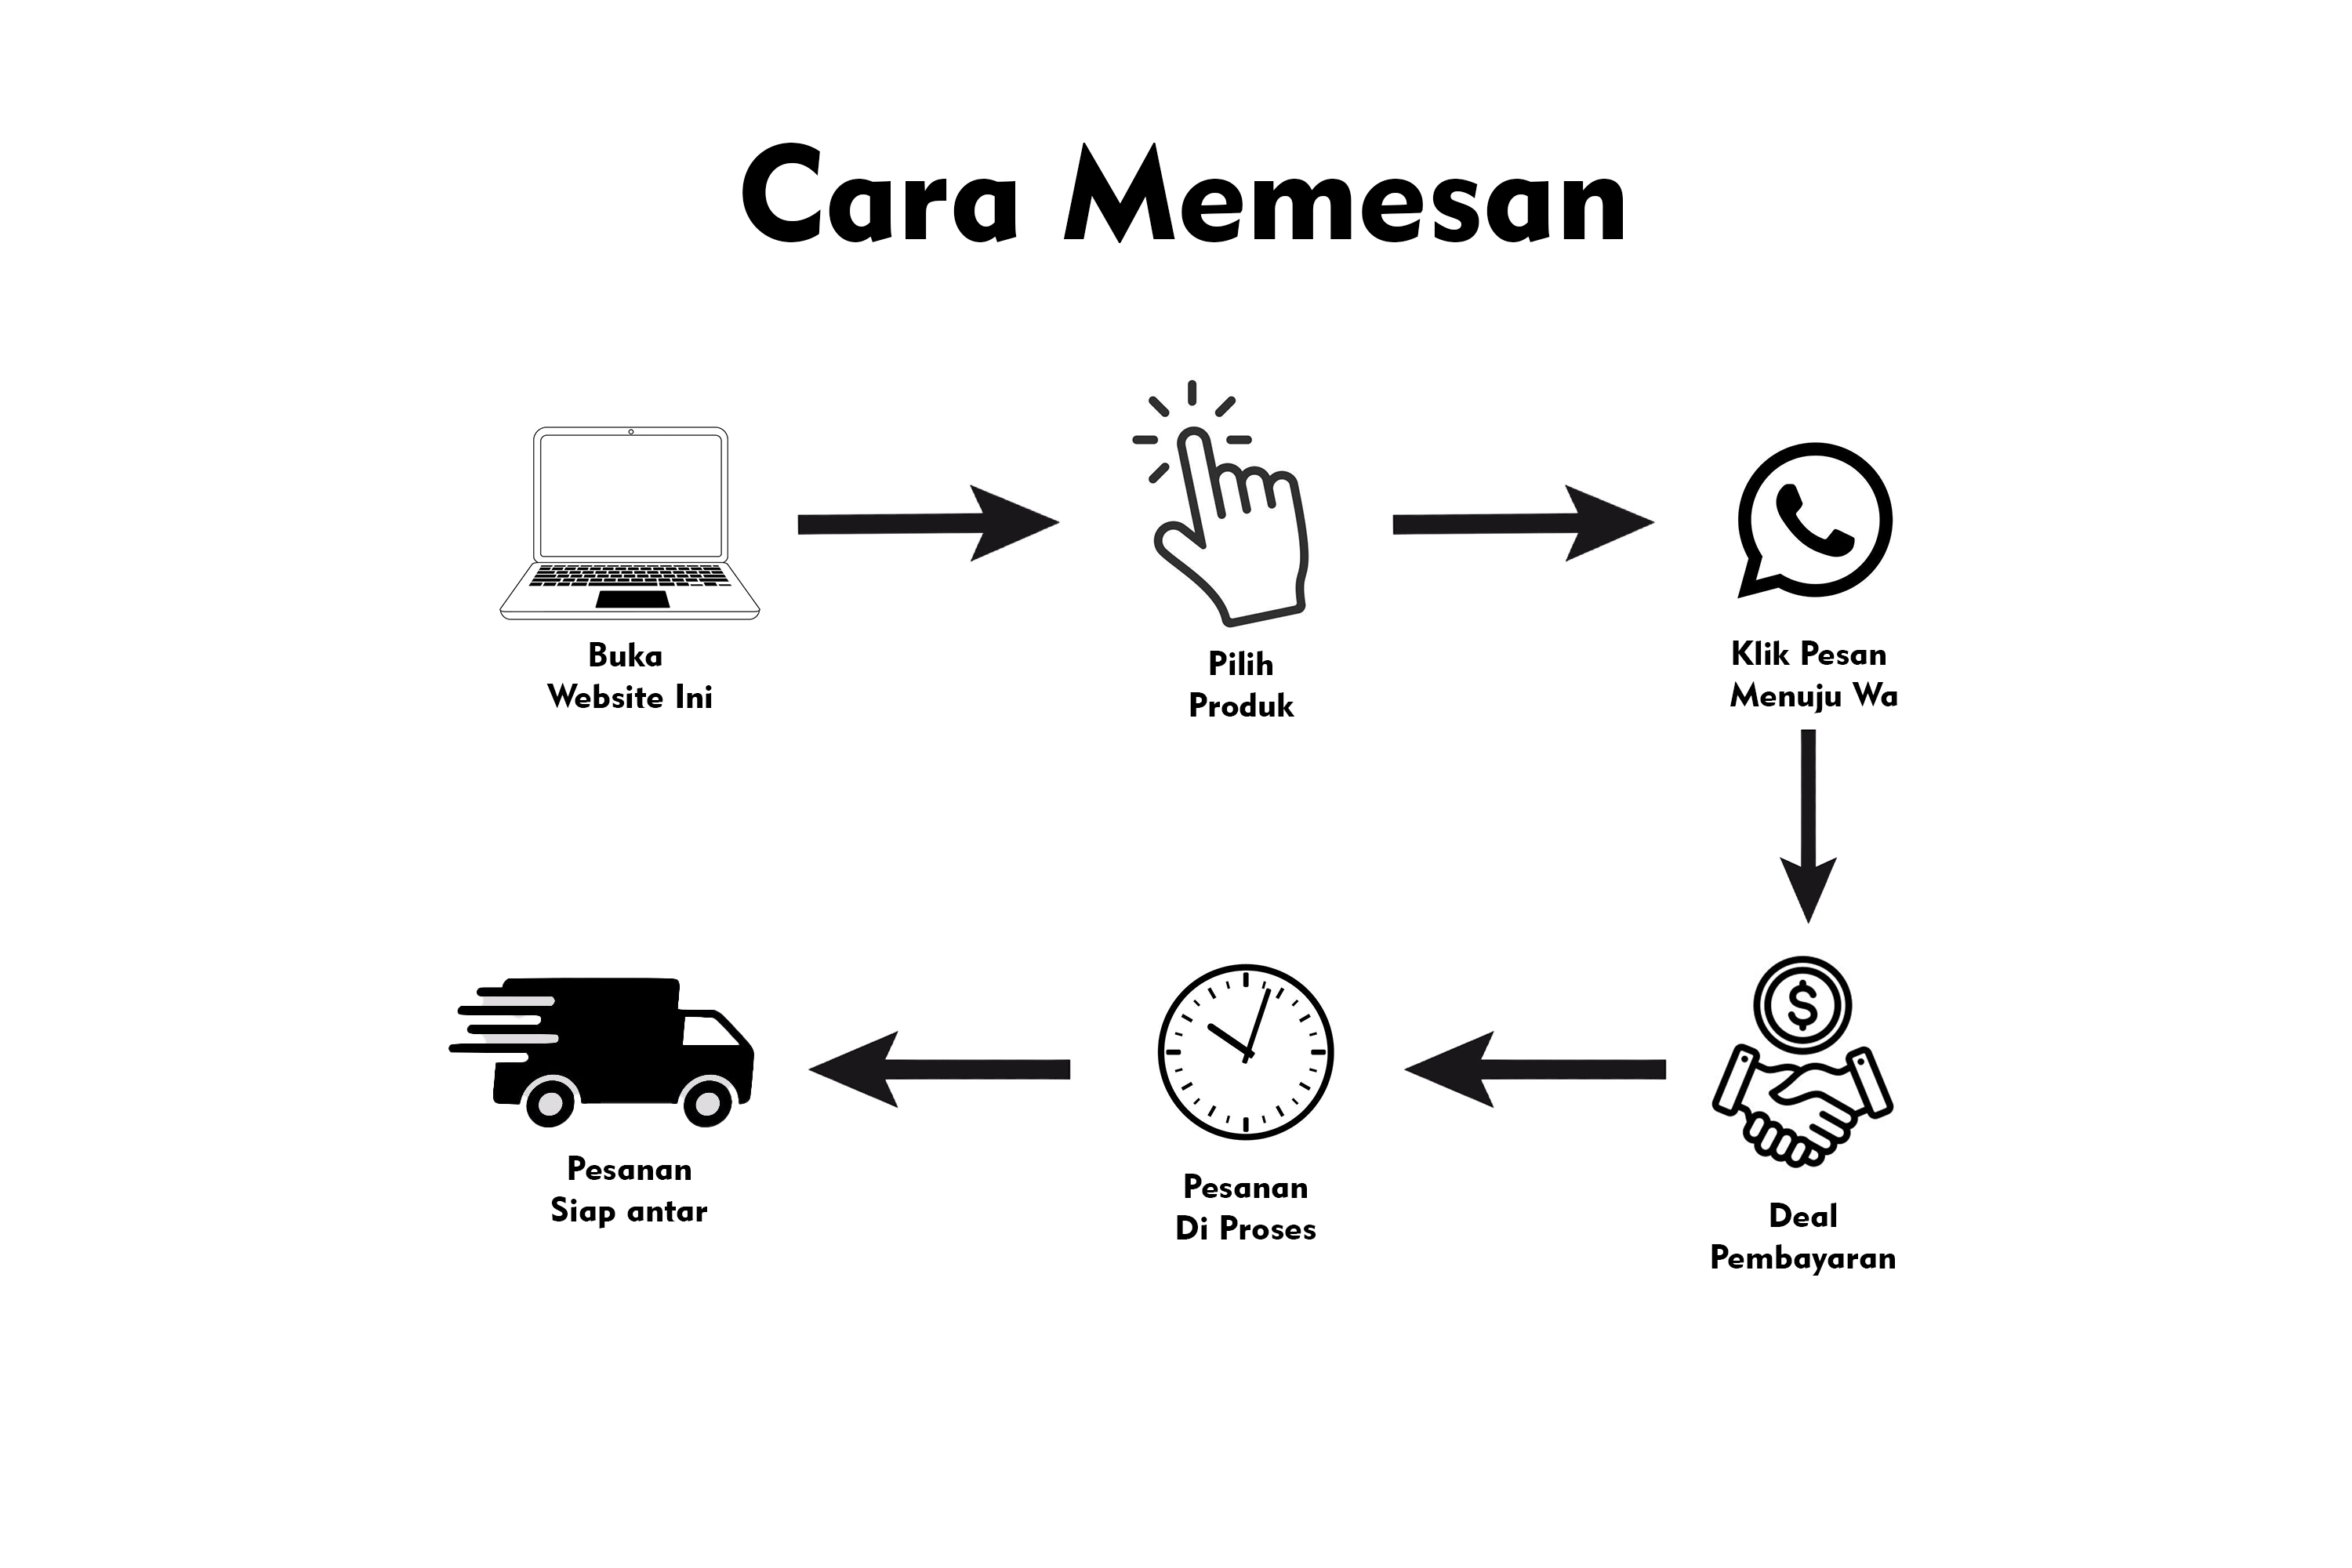 Cara Memesan
Buka
Website Ini
Pilih
Produk
Klik Pesan
Menuju Wa
$
Deal
Pembayaran
Pesanan
Di Proses
Pesanan
Siap antar